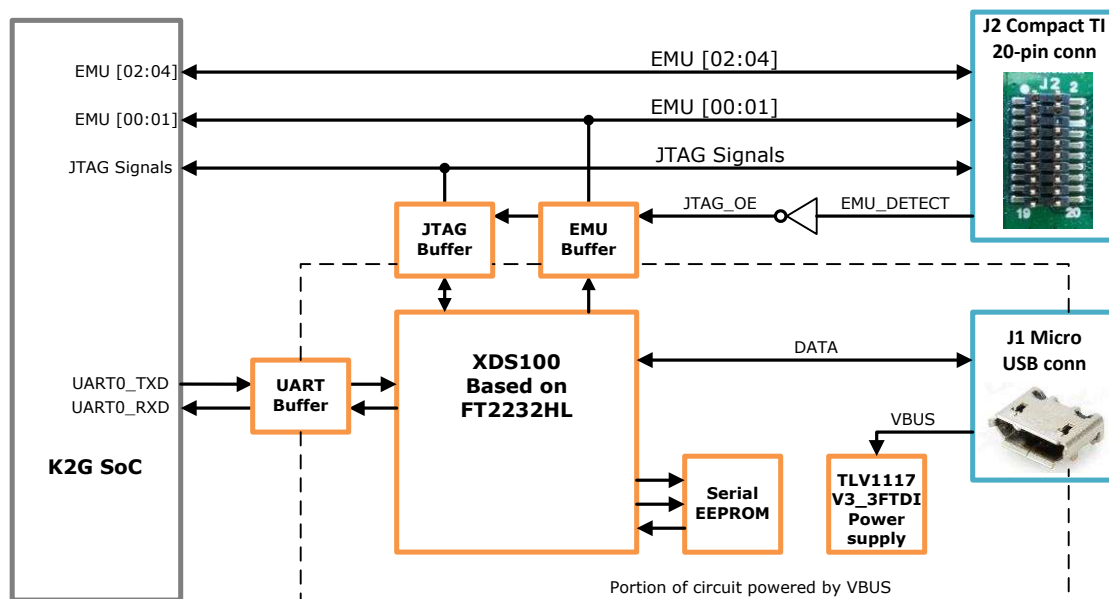 J2 Compact TI
20-pin conn
J2 2
19 20
EMU [02:04]
EMU [02:04]
EMU [00:01]
EMU [00:01]
JTAG Signals
JTAG Signals
JTAG
Buffer
EMU
Buffer
JTAG_OE
EMU_DETECT
XDS100
Based on
FT2232HL
DATA
J1 Micro
USB conn
UART0_TXD
UART0_RXD
UART
Buffer
VBUS
K2G SoC
Serial
EEPROM
TLV1117
V3_3FTDI
Power
supply
Portion of circuit powered by VBUS